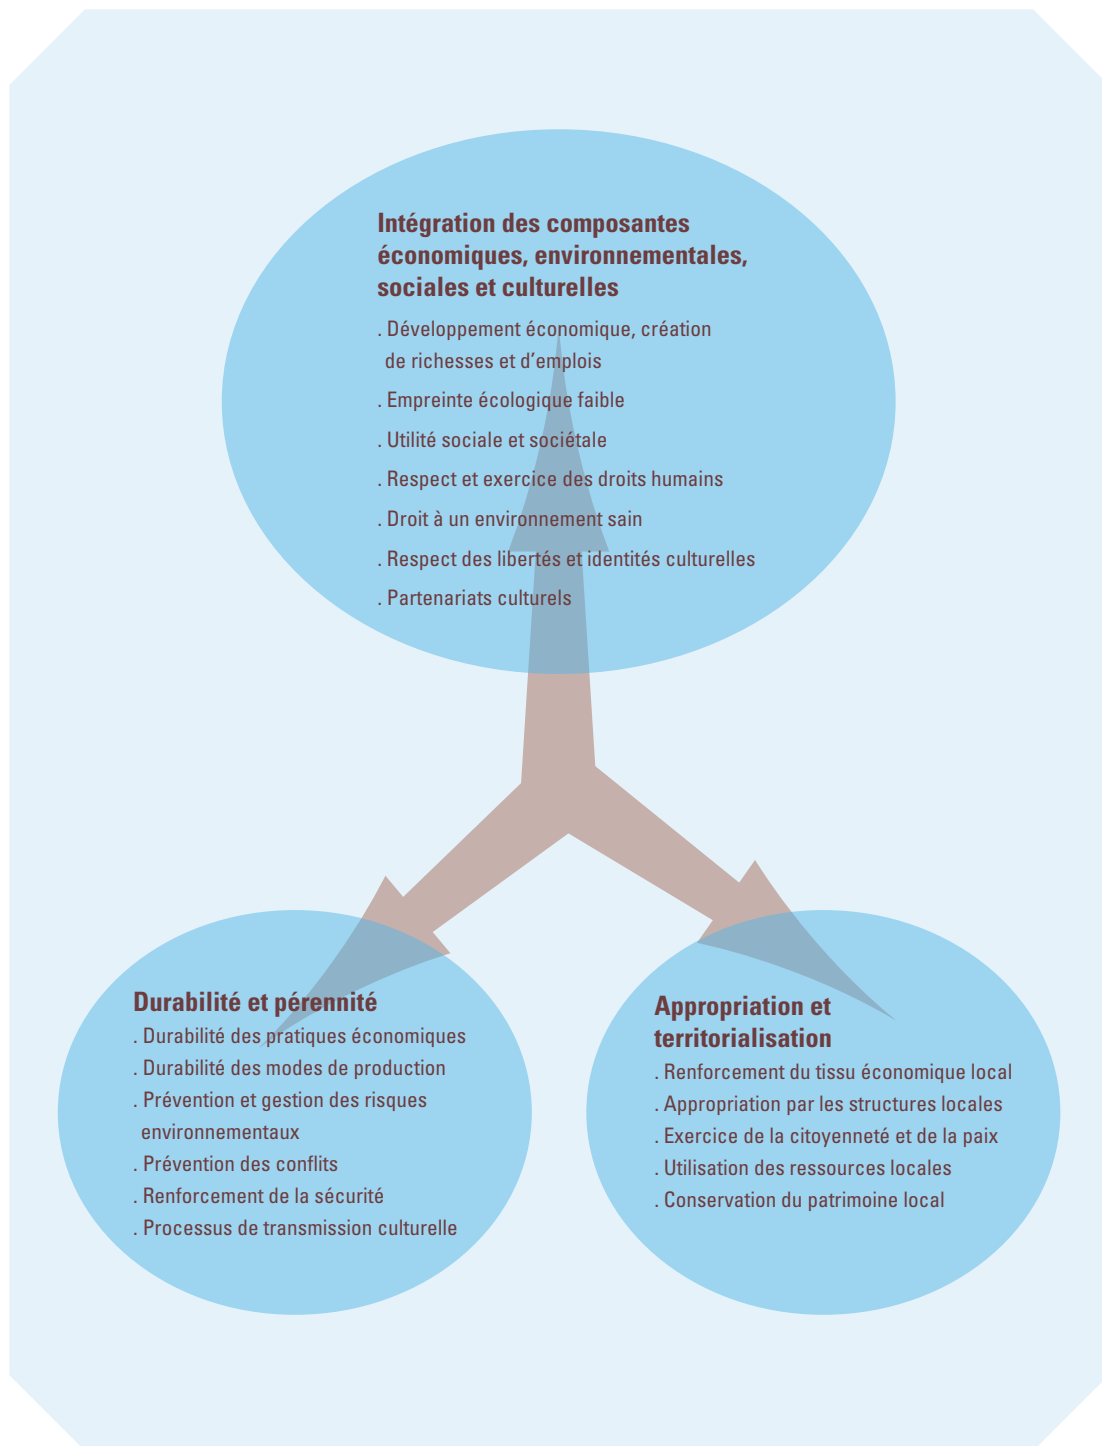 Intégration des composantes
économiques, environnementales,
sociales et culturelles
. Développement économique, création
de richesses et d’emplois
. Empreinte écologique faible
. Utilité sociale et sociétale
. Respect et exercice des droits humains
. Droit à un environnement sain
. Respect des libertés et identités culturelles
. Partenariats culturels
Durabilité et pérennité
. Durabilité des pratiques économiques
. Durabilité des modes de production
. Prévention et gestion des risques
environnementaux
. Prévention des conflits
. Renforcement de la sécurité
. Processus de transmission culturelle
Appropriation et
territorialisation
. Renforcement du tissu économique local
. Appropriation par les structures locales
. Exercice de la citoyenneté et de la paix
. Utilisation des ressources locales
. Conservation du patrimoine local